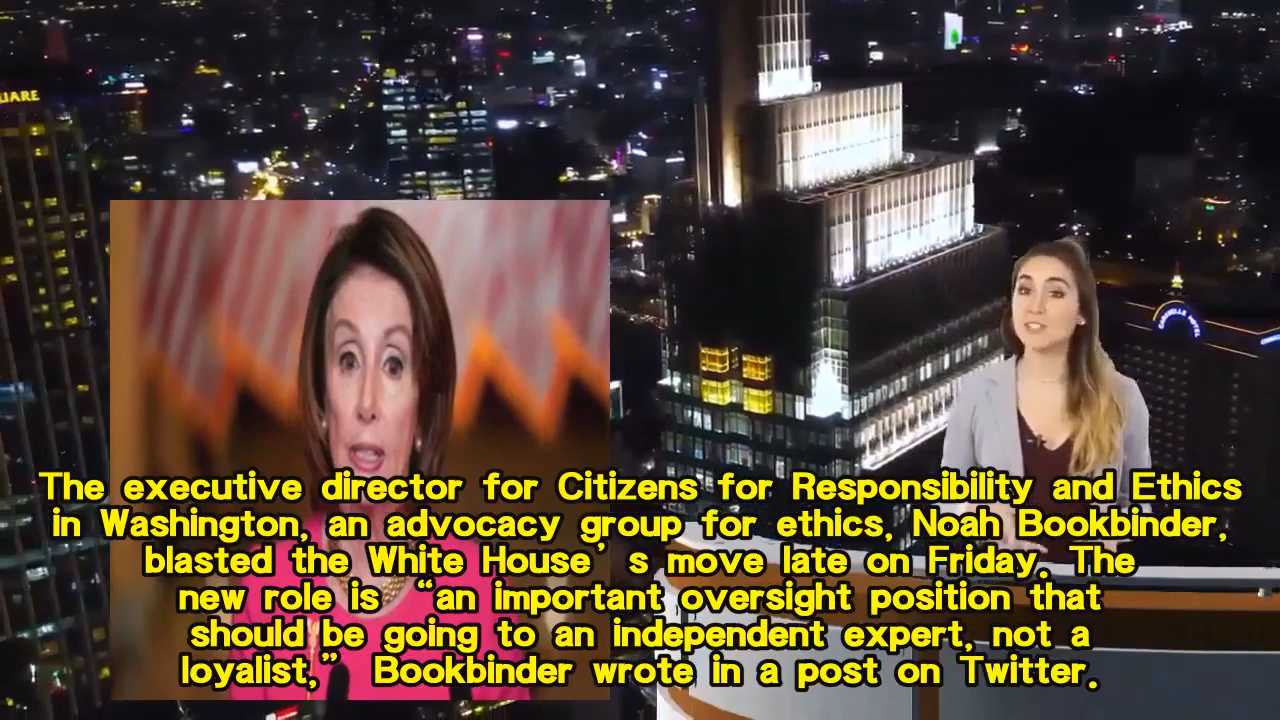 UARE
CARAVELLE HOTEL
The executive director for Citizens for Responsibility and Ethics
in Washington, an advocacy group for ethics, Noah Bookbinder,
blasted the White House’s move late on Friday. The
new role is “an important oversight position that
should be going to an independent expert, not a
loyalist,” Bookbinder wrote in a post on Twitter.